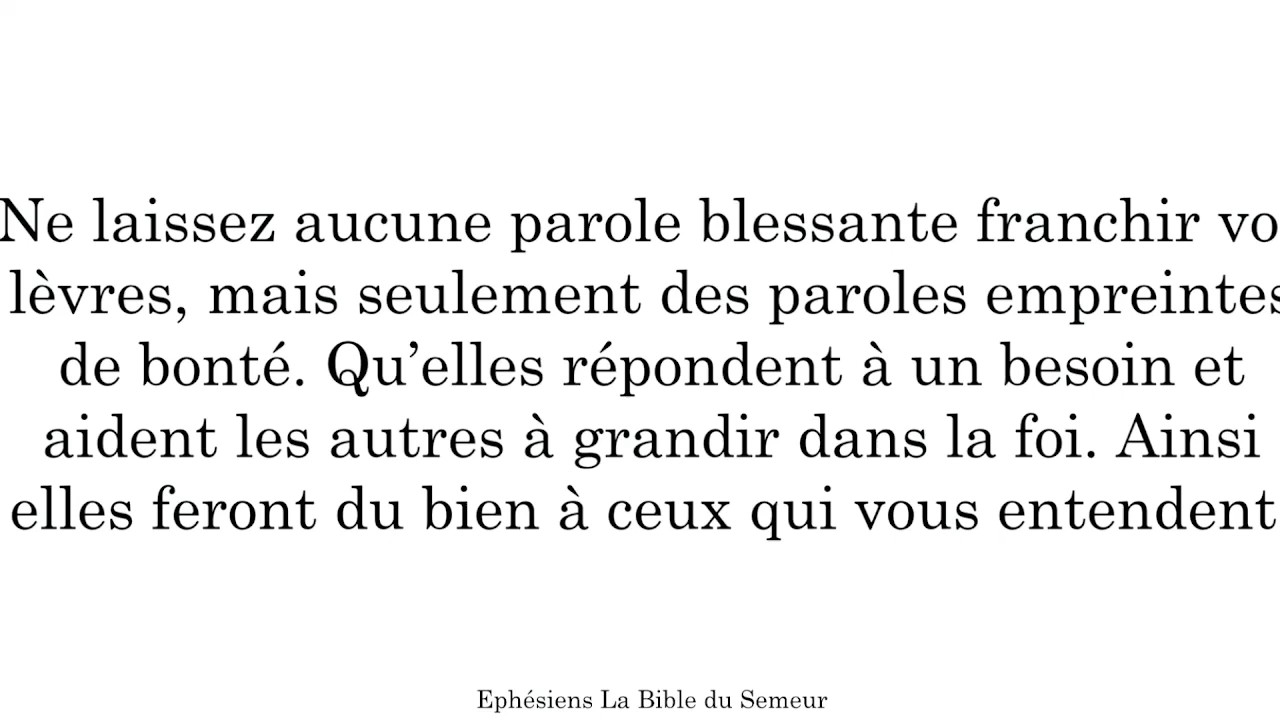 Ne laissez aucune parole blessante franchir vo
lèvres, mais seulement des paroles empreintes
de bonté. Qu’elles répondent à un besoin et
aident les autres à grandir dans la foi. Ainsi
elles feront du bien à ceux qui vous entendent
Ephésiens La Bible du Semeur